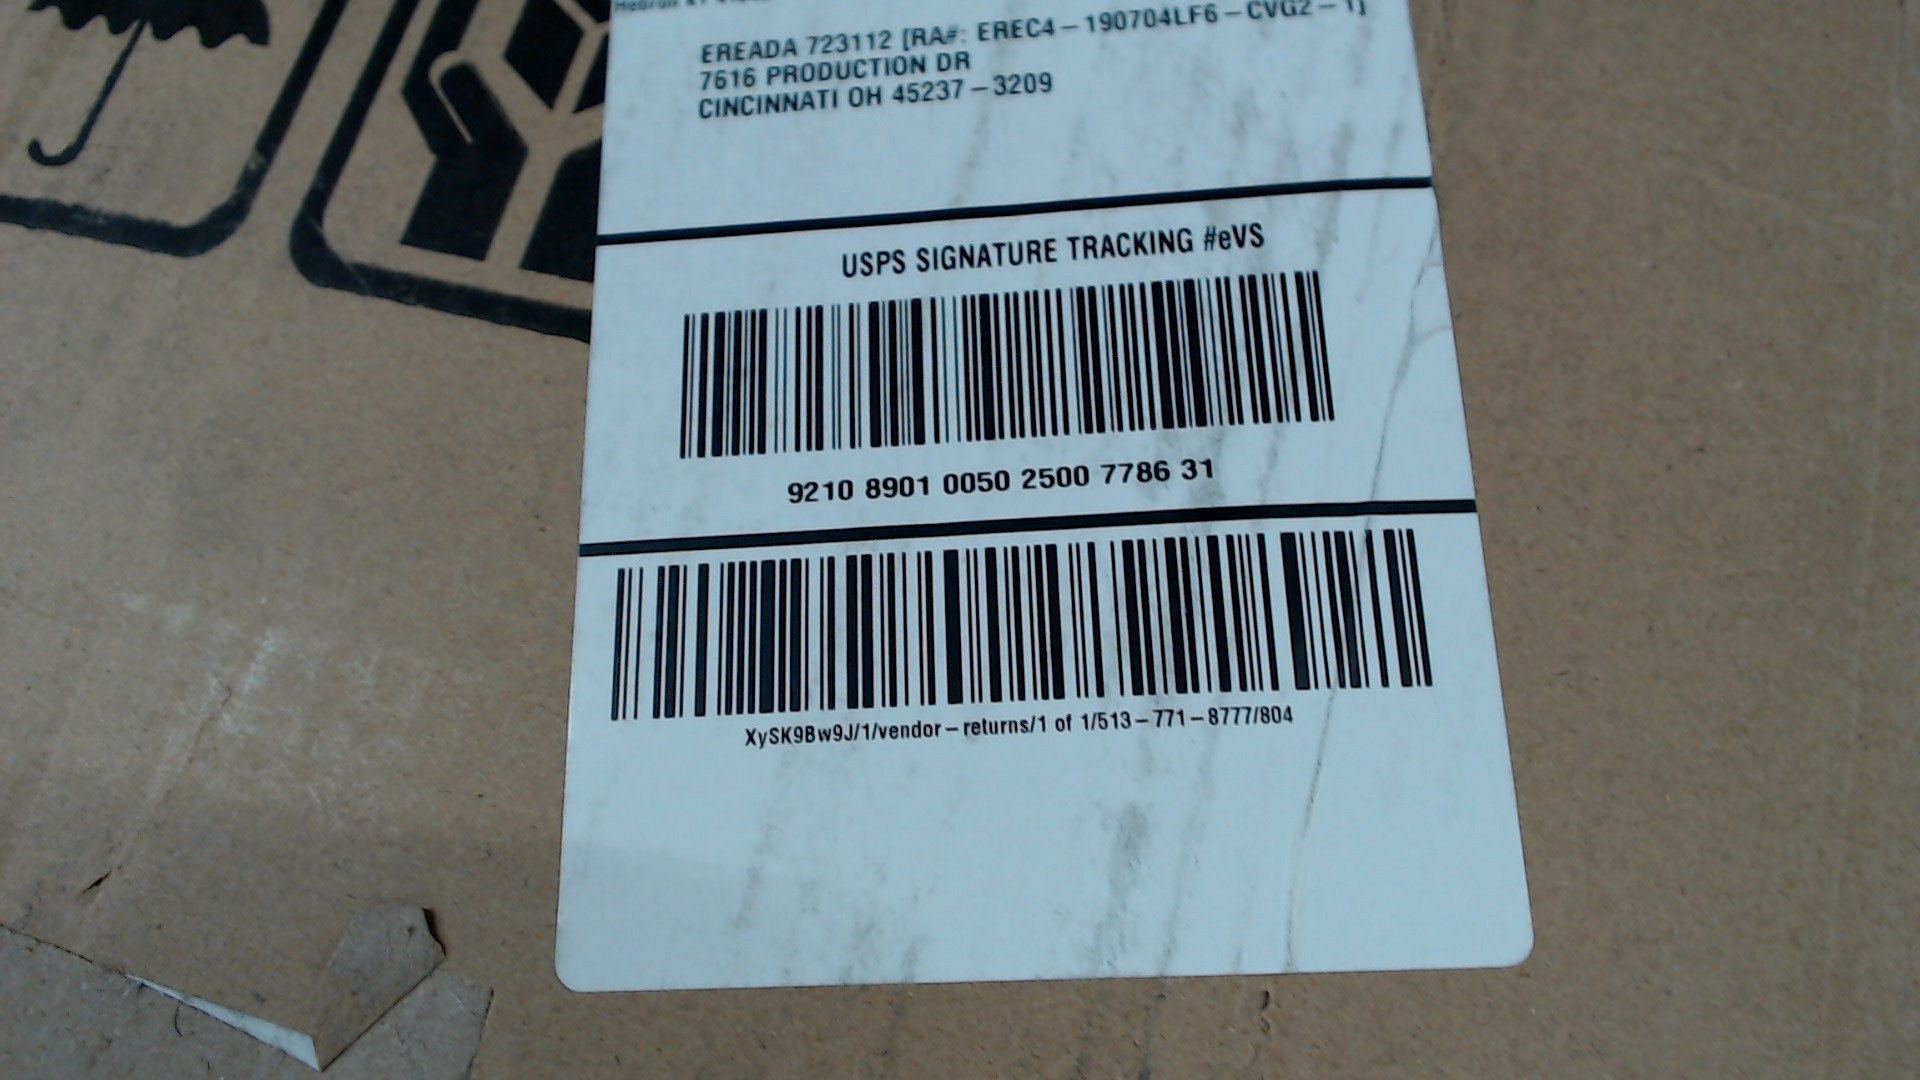 EREADA 723112 [RA#: EREC4-190704LF6-CVG2-1]
7616 PRODUCTION DR
CINCINNATI OH 45237-3209
USPS SIGNATURE TRACKING #eVS
9210 8901 0050 2500 7786 31
XySK9Bw9J/1/vendor-returns/1 of 1/513-771-8777/804